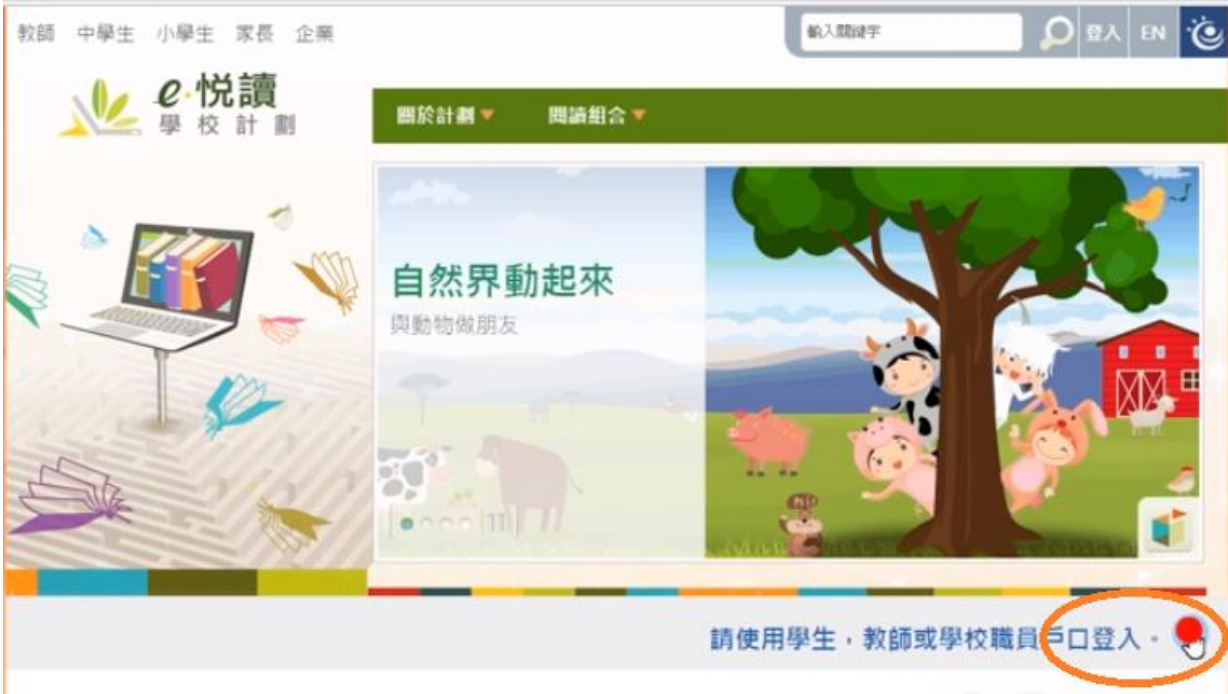 教師 中學生 小學生 家長 企業
輸入關鍵字 登入 EN
e·悅讀
學校計劃
關於計劃 閱讀組合
自然界動起來
與動物做朋友
請使用學生，教師或學校職員戶口登入。